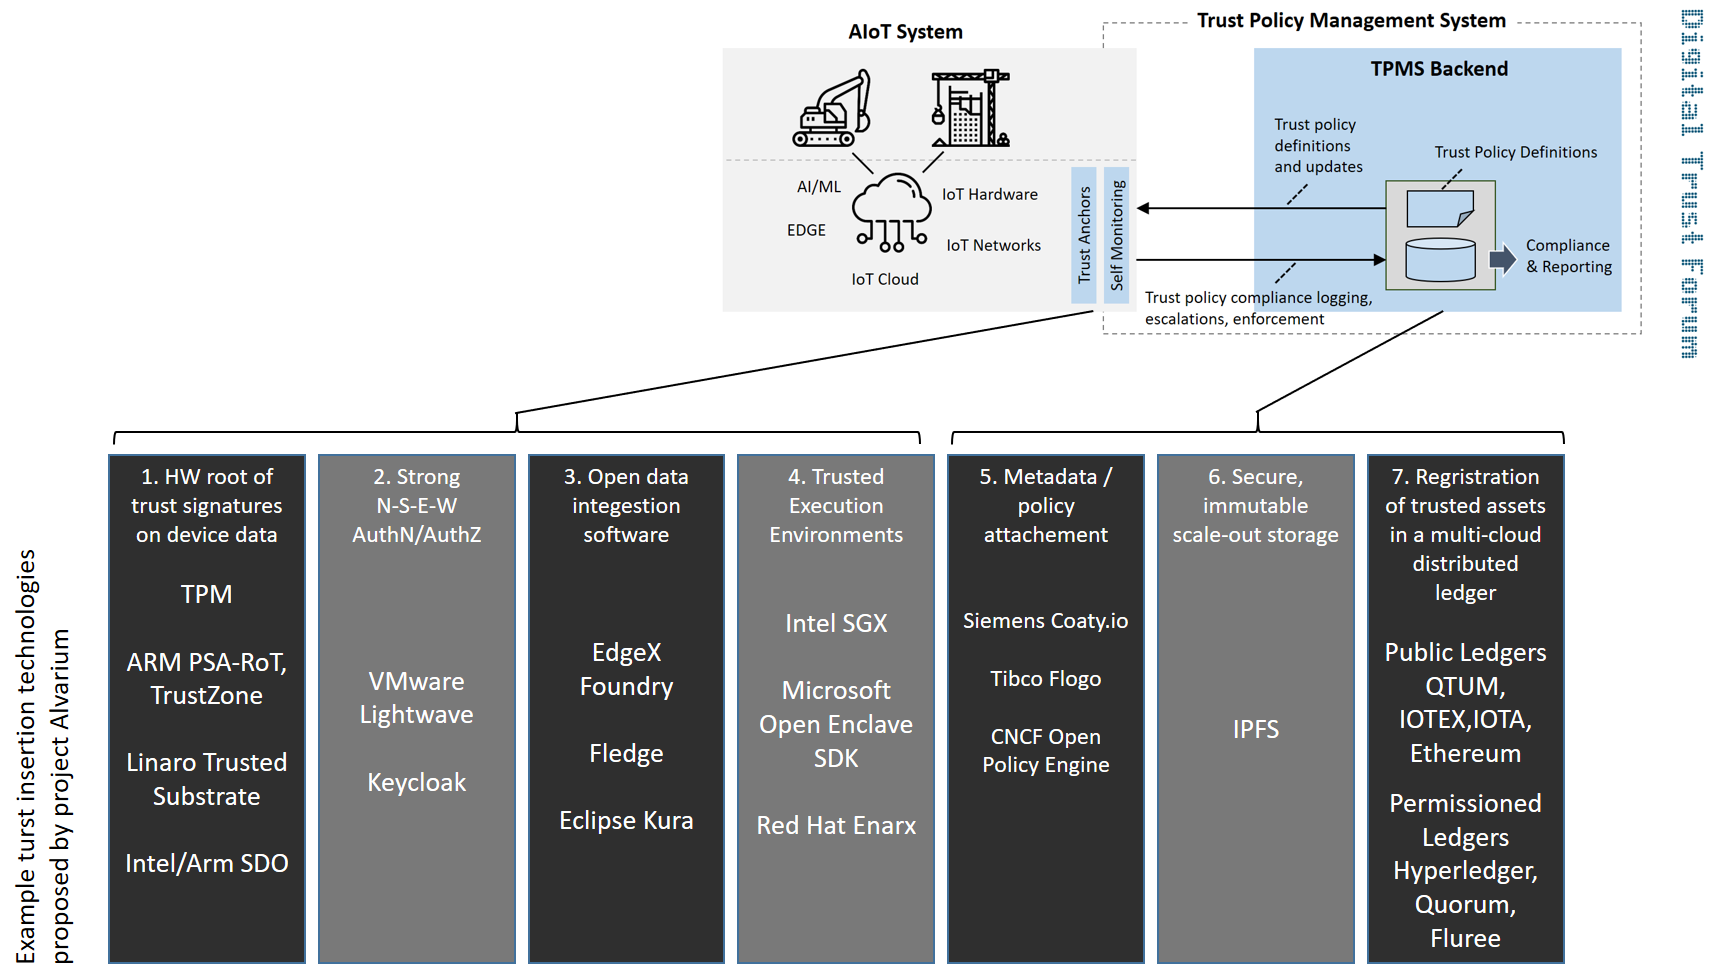 AIoT System
Trust Policy Management System
TPMS Backend
Trust policy
definitions
and updates
Trust Policy Definitions
AI/ML
IoT Hardware
EDGE
IoT Networks
IoT Cloud
Trust Anchors
Self Monitoring
Compliance
& Reporting
Trust policy compliance logging,
escalations, enforcement
Digital Trust Forum
Example turst insertion technologies
proposed by project Alvarium
1. HW root of
trust signatures
on device data
TPM
ARM PSA-RoT,
TrustZone
Linaro Trusted
Substrate
Intel/Arm SDO
2. Strong
N-S-E-W
AuthN/AuthZ
VMware
Lightwave
Keycloak
3. Open data
integestion
software
EdgeX
Foundry
Fledge
Eclipse Kura
4. Trusted
Execution
Environments
Intel SGX
Microsoft
Open Enclave
SDK
Red Hat Enarx
5. Metadata /
policy
attachement
Siemens Coaty.io
Tibco Flogo
CNCF Open
Policy Engine
6. Secure,
immutable
scale-out storage
IPFS
7. Regristration
of trusted assets
in a multi-cloud
distributed
ledger
Public Ledgers
QTUM,
IOTEX,IOTA,
Ethereum
Permissioned
Ledgers
Hyperledger,
Quorum,
Fluree